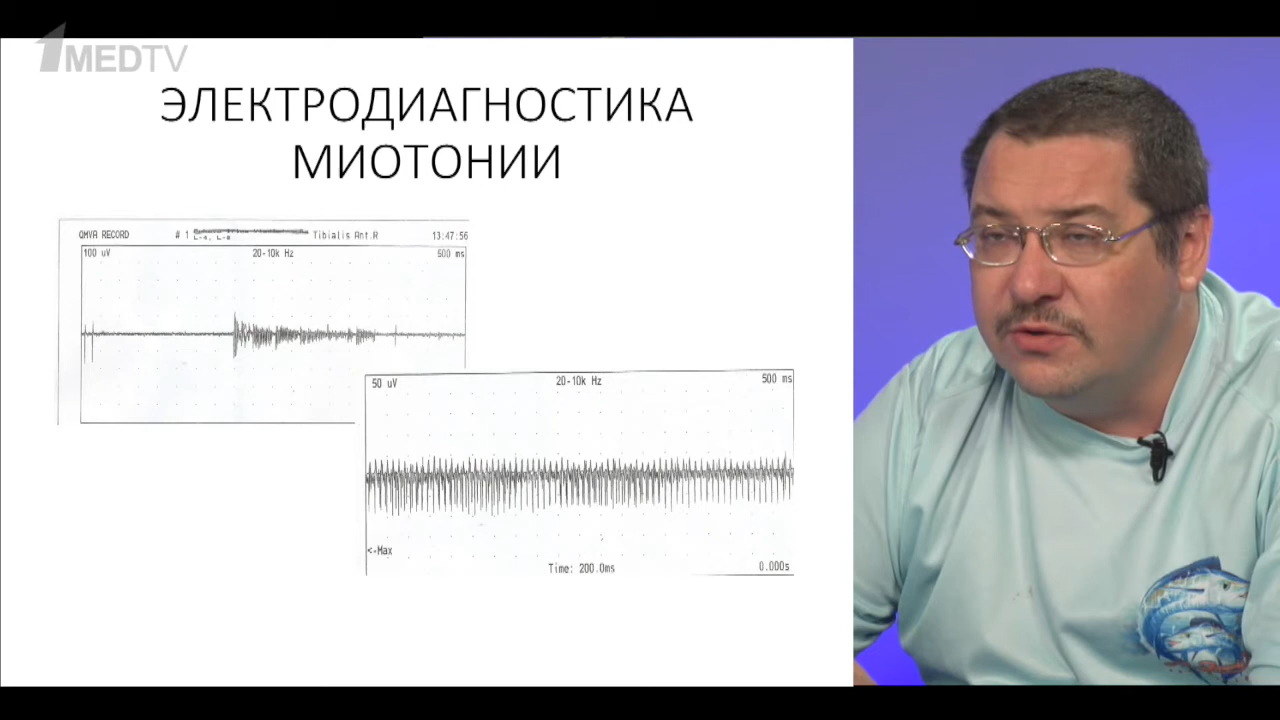 1MEDTV
ЭЛЕКТРОДИАГНОСТИКА
МИОТОНИИ
QMVA RECORD # 1 Tibialis Ant.R 13:47:56
100 uV 20-10k Hz 500 ms
50 uV 20-10k Hz 500 ms
<-Max
Time: 200.0ms 0.000s